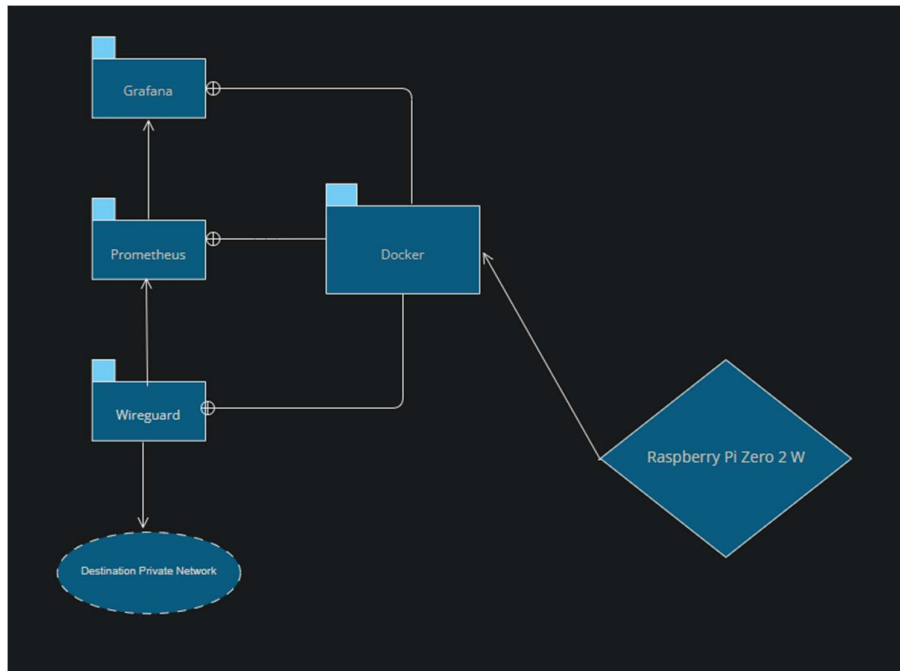 Grafana
Prometheus
Docker
Wireguard
Raspberry Pi Zero 2 W
Destination Private Network